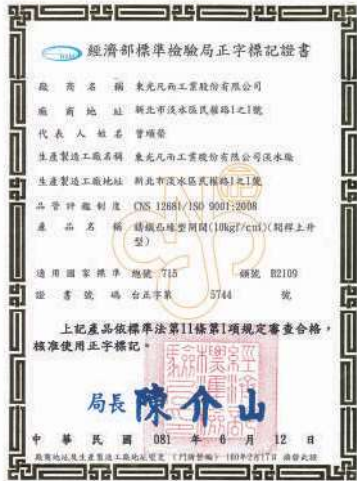 經濟部標準檢驗局正字標記證書
廠商名稱 東光凡而工業股份有限公司
廠商地址 新北市淡水區民權路1之1號
代表人姓名 曾順榮
生產製造工廠名稱 東光凡而工業股份有限公司淡水廠
生產製造工廠地址 新北市淡水區民權路1之1號
品管評鑑制度 CNS 12681/ISO 9001:2008
產品名稱 鑄鐵凸緣型閘閥(10kgf/cm)(閥桿上升
型)
適用國家標準 總號 715 類號 B2109
證書號碼 台正字第 5744 號
上記產品依標準法第11條第1項規定審查合格，
核准使用正字標記。
局長 陳介山
中華民國 081 年 6 月 12 日